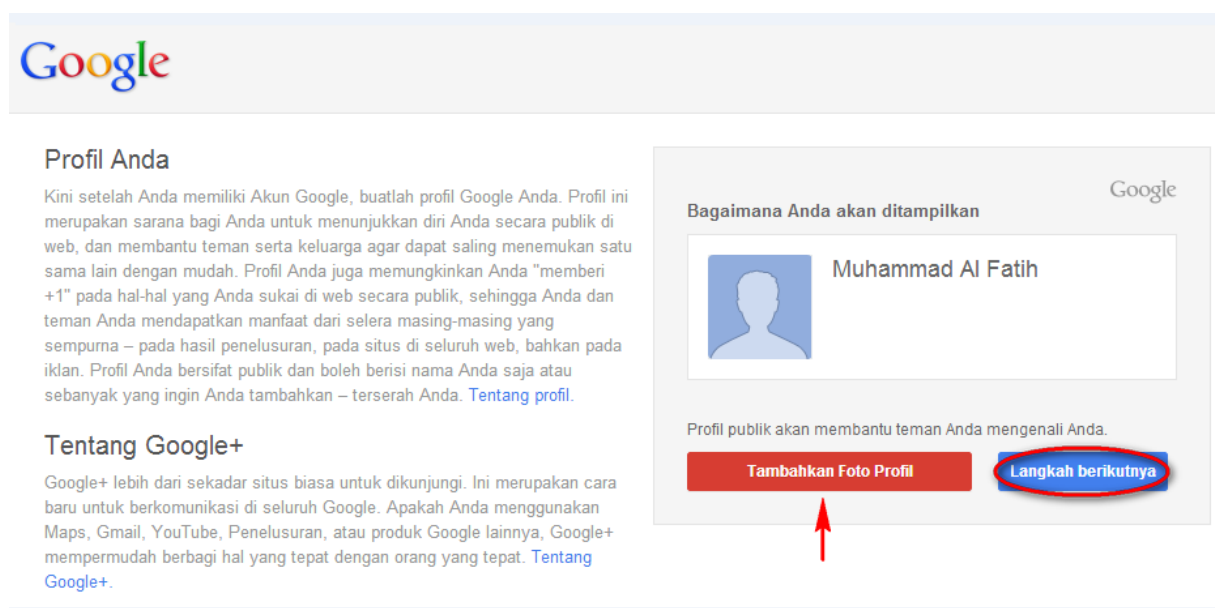 Google
Profil Anda
Kini setelah Anda memiliki Akun Google, buatlah profil Google Anda. Profil ini
merupakan sarana bagi Anda untuk menunjukkan diri Anda secara publik di
web, dan membantu teman serta keluarga agar dapat saling menemukan satu
sama lain dengan mudah. Profil Anda juga memungkinkan Anda "memberi
+1" pada hal-hal yang Anda sukai di web secara publik, sehingga Anda dan
teman Anda mendapatkan manfaat dari selera masing-masing yang
sempurna – pada hasil penelusuran, pada situs di seluruh web, bahkan pada
iklan. Profil Anda bersifat publik dan boleh berisi nama Anda saja atau
sebanyak yang ingin Anda tambahkan – terserah Anda. Tentang profil.
Tentang Google+
Google+ lebih dari sekadar situs biasa untuk dikunjungi. Ini merupakan cara
baru untuk berkomunikasi di seluruh Google. Apakah Anda menggunakan
Maps, Gmail, YouTube, Penelusuran, atau produk Google lainnya, Google+
mempermudah berbagi hal yang tepat dengan orang yang tepat. Tentang
Google+.
Google
Bagaimana Anda akan ditampilkan
Muhammad Al Fatih
Profil publik akan membantu teman Anda mengenali Anda.
Tambahkan Foto Profil
Langkah berikutnya